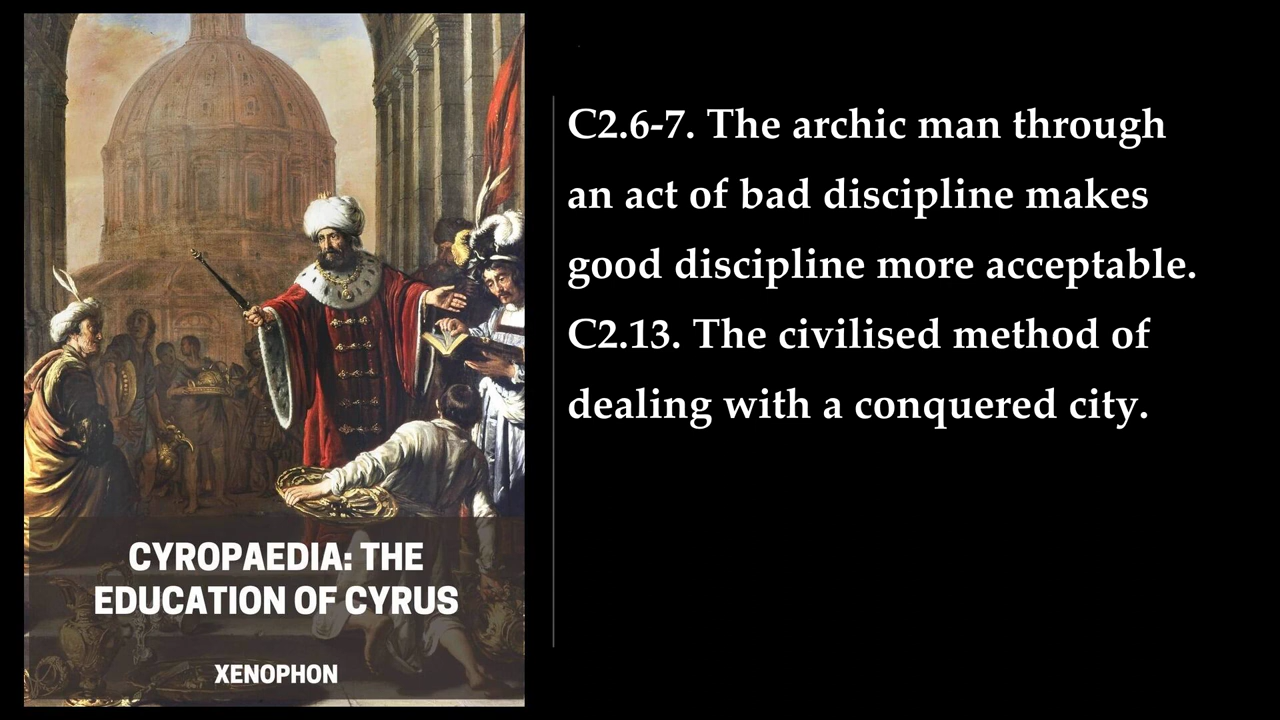 C2.6-7. The archic man through
an act of bad discipline makes
good discipline more acceptable.
C2.13. The civilised method of
dealing with a conquered city.
CYROPAEDIA: THE
EDUCATION OF CYRUS
XENOPHON